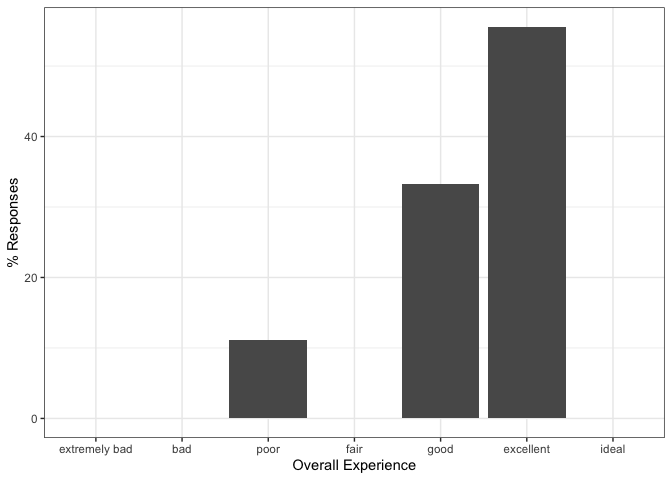 % Responses
40
20
0
extremely bad
bad
poor
fair
good
excellent
ideal
Overall Experience